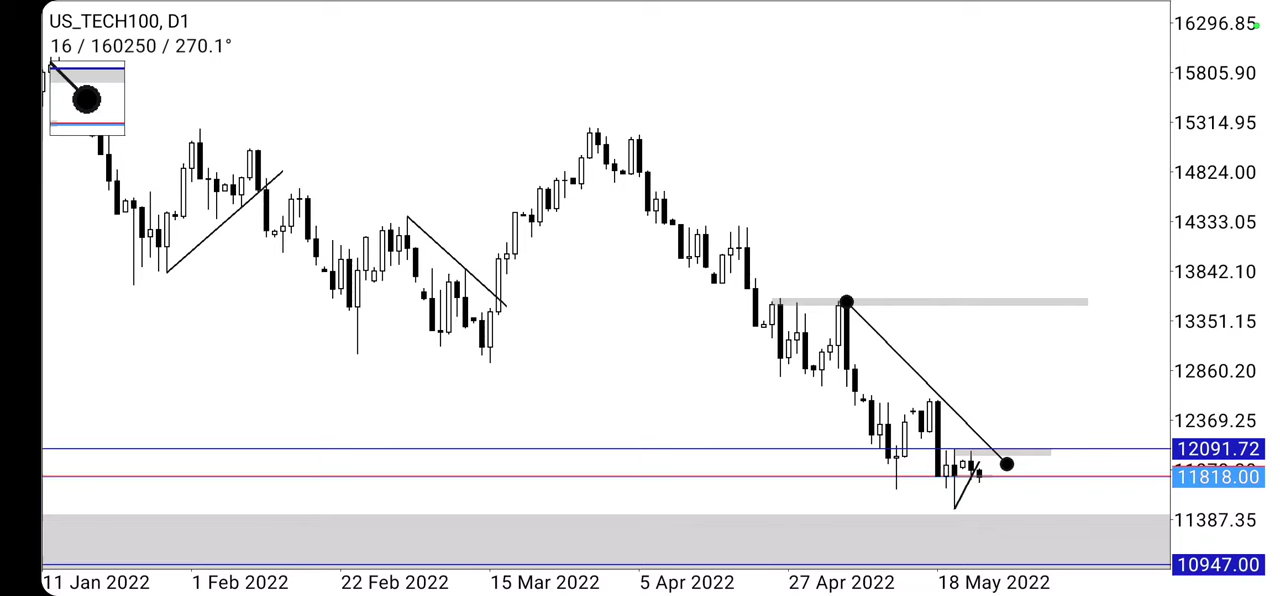 US_TECH100, D1
16 / 160250 / 270.1°
16296.85
15805.90
15314.95
14824.00
14333.05
13842.10
13351.15
12860.20
12369.25
12091.72
11818.00
11387.35
10947.00
11 Jan 2022
1 Feb 2022
22 Feb 2022
15 Mar 2022
5 Apr 2022
27 Apr 2022
18 May 2022